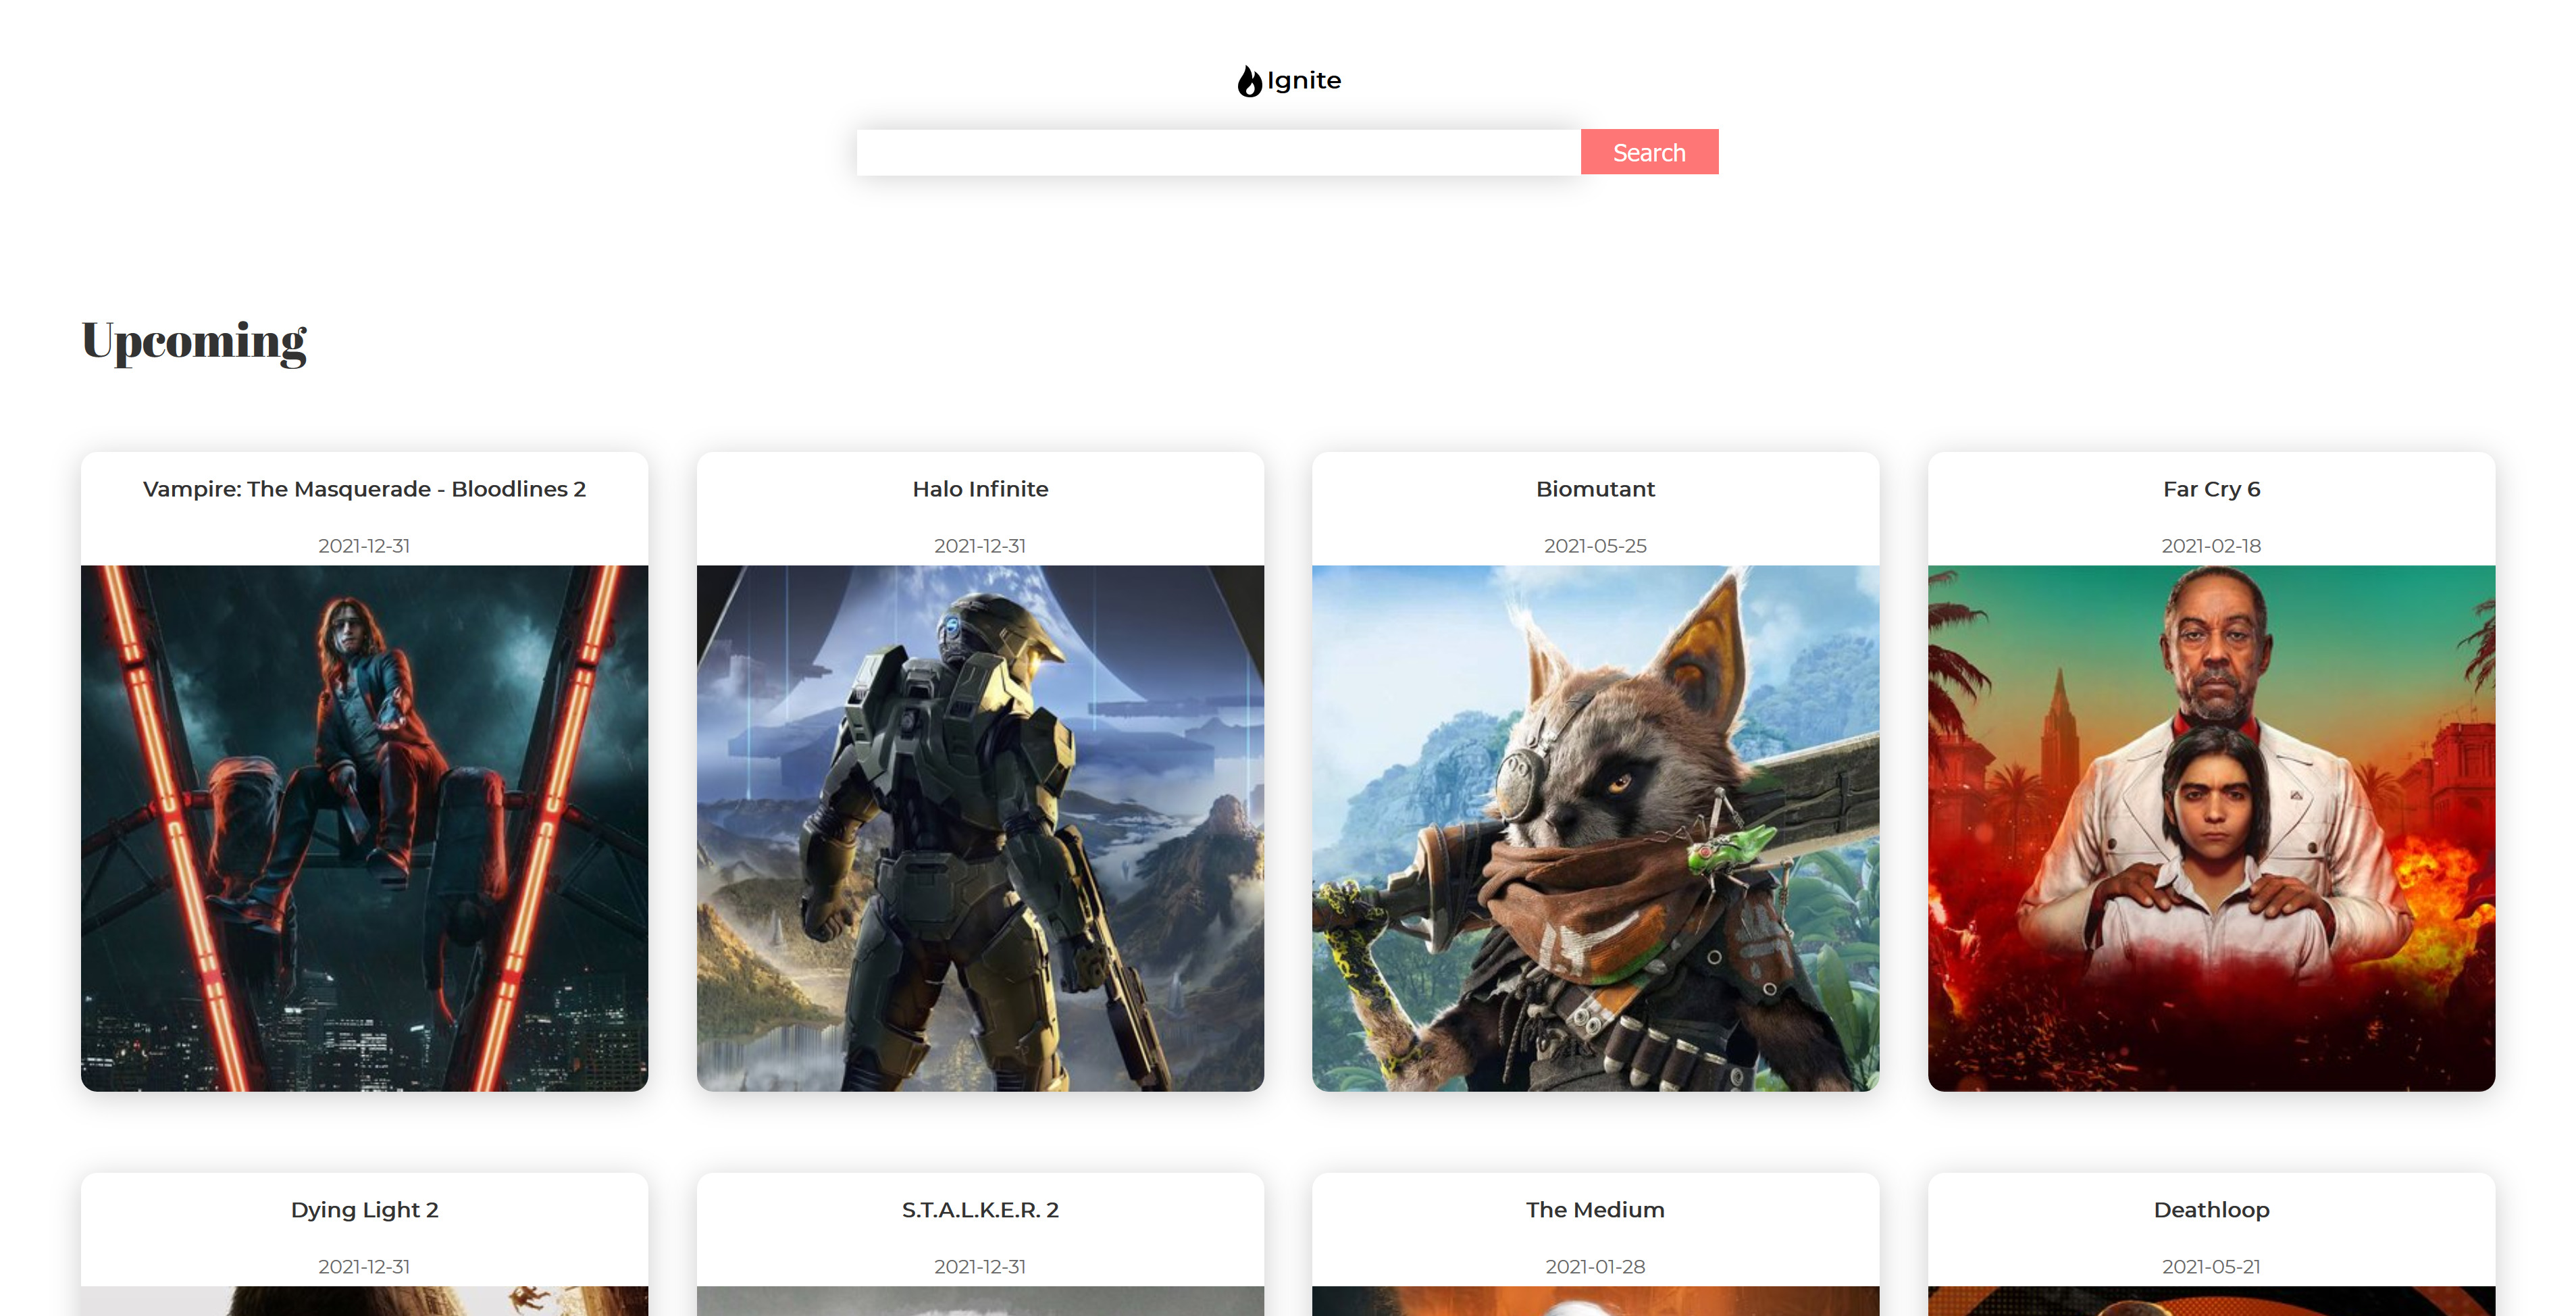 Ignite
Search
Upcoming
Vampire: The Masquerade - Bloodlines 2
2021-12-31
Halo Infinite
2021-12-31
Biomutant
2021-05-25
Far Cry 6
2021-02-18
Dying Light 2
2021-12-31
S.T.A.L.K.E.R. 2
2021-12-31
The Medium
2021-01-28
Deathloop
2021-05-21